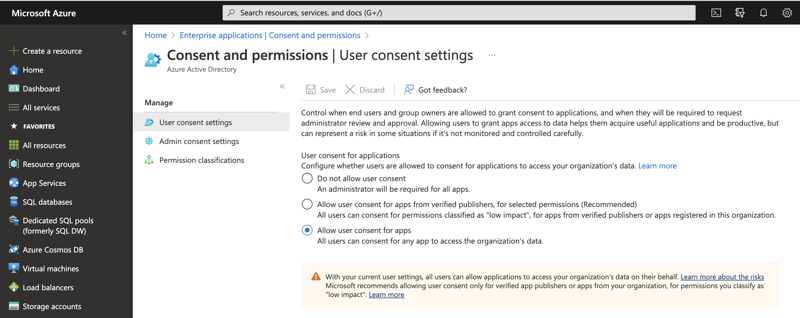 Microsoft Azure
Search resources, services, and docs (G+/)
«
Create a resource
Home
Dashboard
All services
FAVORITES
All resources
Resource groups
App Services
SQL databases
Dedicated SQL pools
(formerly SQL DW)
Azure Cosmos DB
Virtual machines
Load balancers
Storage accounts
Home > Enterprise applications | Consent and permissions >
Consent and permissions | User consent settings ...
Azure Active Directory
«
Manage
User consent settings
Admin consent settings
Permission classifications
Save Discard Got feedback?
Control when end users and group owners are allowed to grant consent to applications, and when they will be required to request
administrator review and approval. Allowing users to grant apps access to data helps them acquire useful applications and be productive, but
can represent a risk in some situations if it's not monitored and controlled carefully.
User consent for applications
Configure whether users are allowed to consent for applications to access your organization's data. Learn more
Do not allow user consent
An administrator will be required for all apps.
Allow user consent for apps from verified publishers, for selected permissions (Recommended)
All users can consent for permissions classified as "low impact", for apps from verified publishers or apps registered in this organization.
Allow user consent for apps
All users can consent for any app to access the organization's data.
With your current user settings, all users can allow applications to access your organization's data on their behalf. Learn more about the risks
Microsoft recommends allowing user consent only for verified app publishers or apps from your organization, for permissions you classify as
"low impact". Learn more